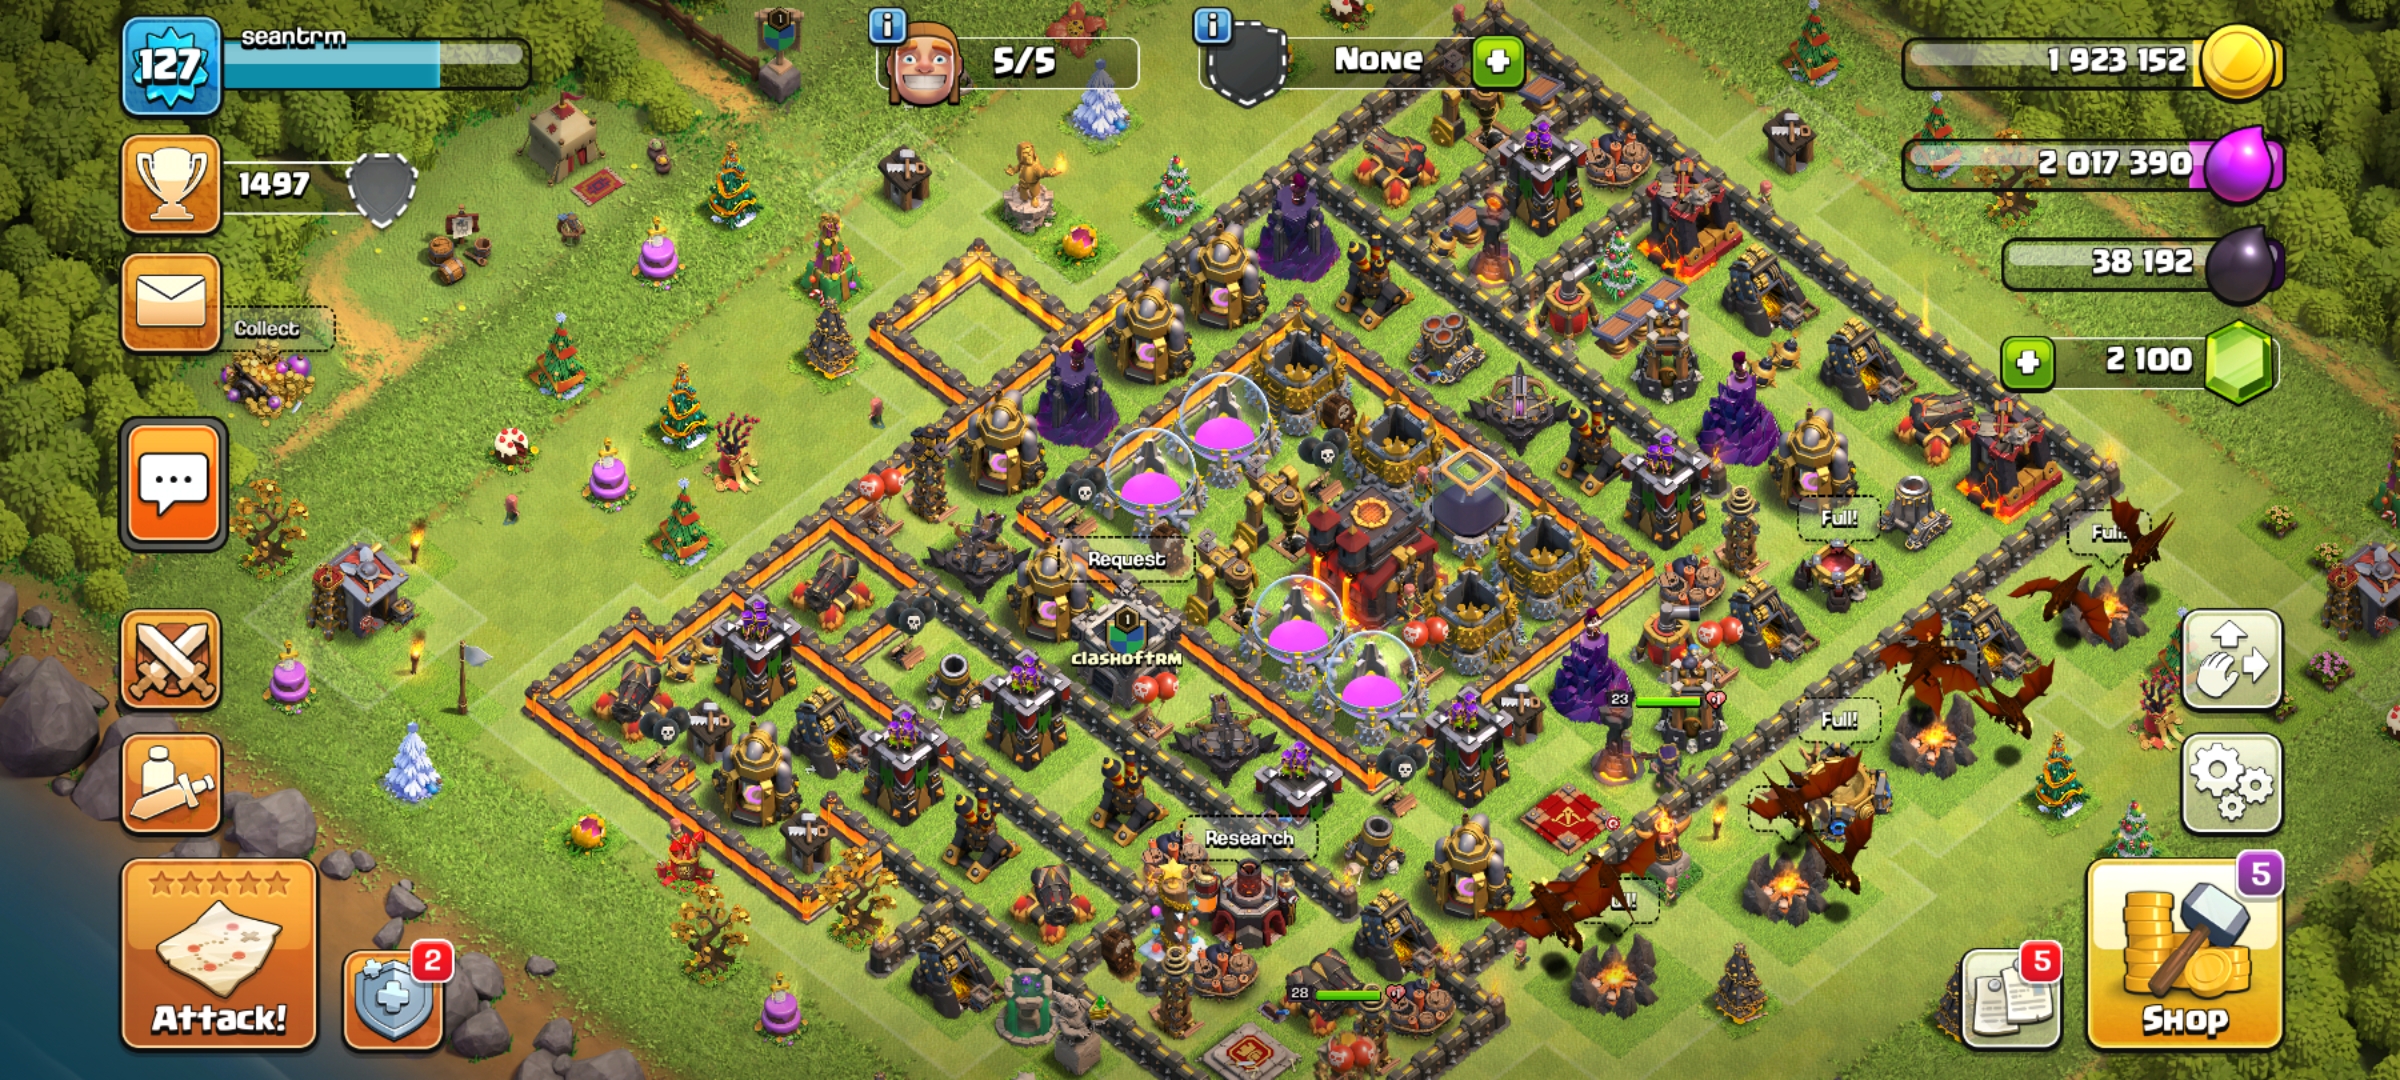 127
seantrm
5/5
None
1 923 152
1497
2 017 390
38 192
Collect
2 100
Full!
Request
clashoftrm
23
Full!
Research
28
5
2
5
Attack!
Shop